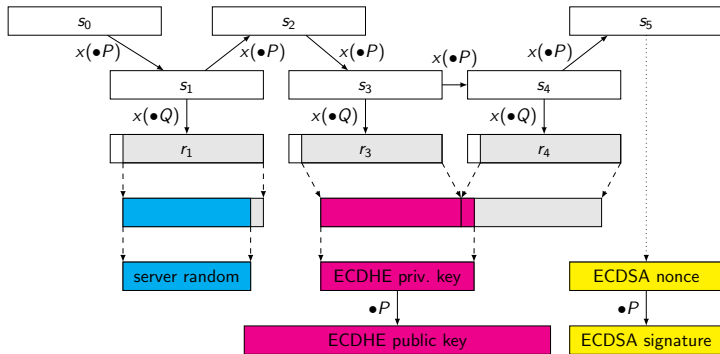 s0 s2 s5
x(●P) x(●P) x(●P) x(●P) x(●P)
s1 s3 s4
x(●Q) x(●Q) x(●Q)
r1 r3 r4
server random ECDHE priv. key ECDSA nonce
●P ●P
ECDHE public key ECDSA signature